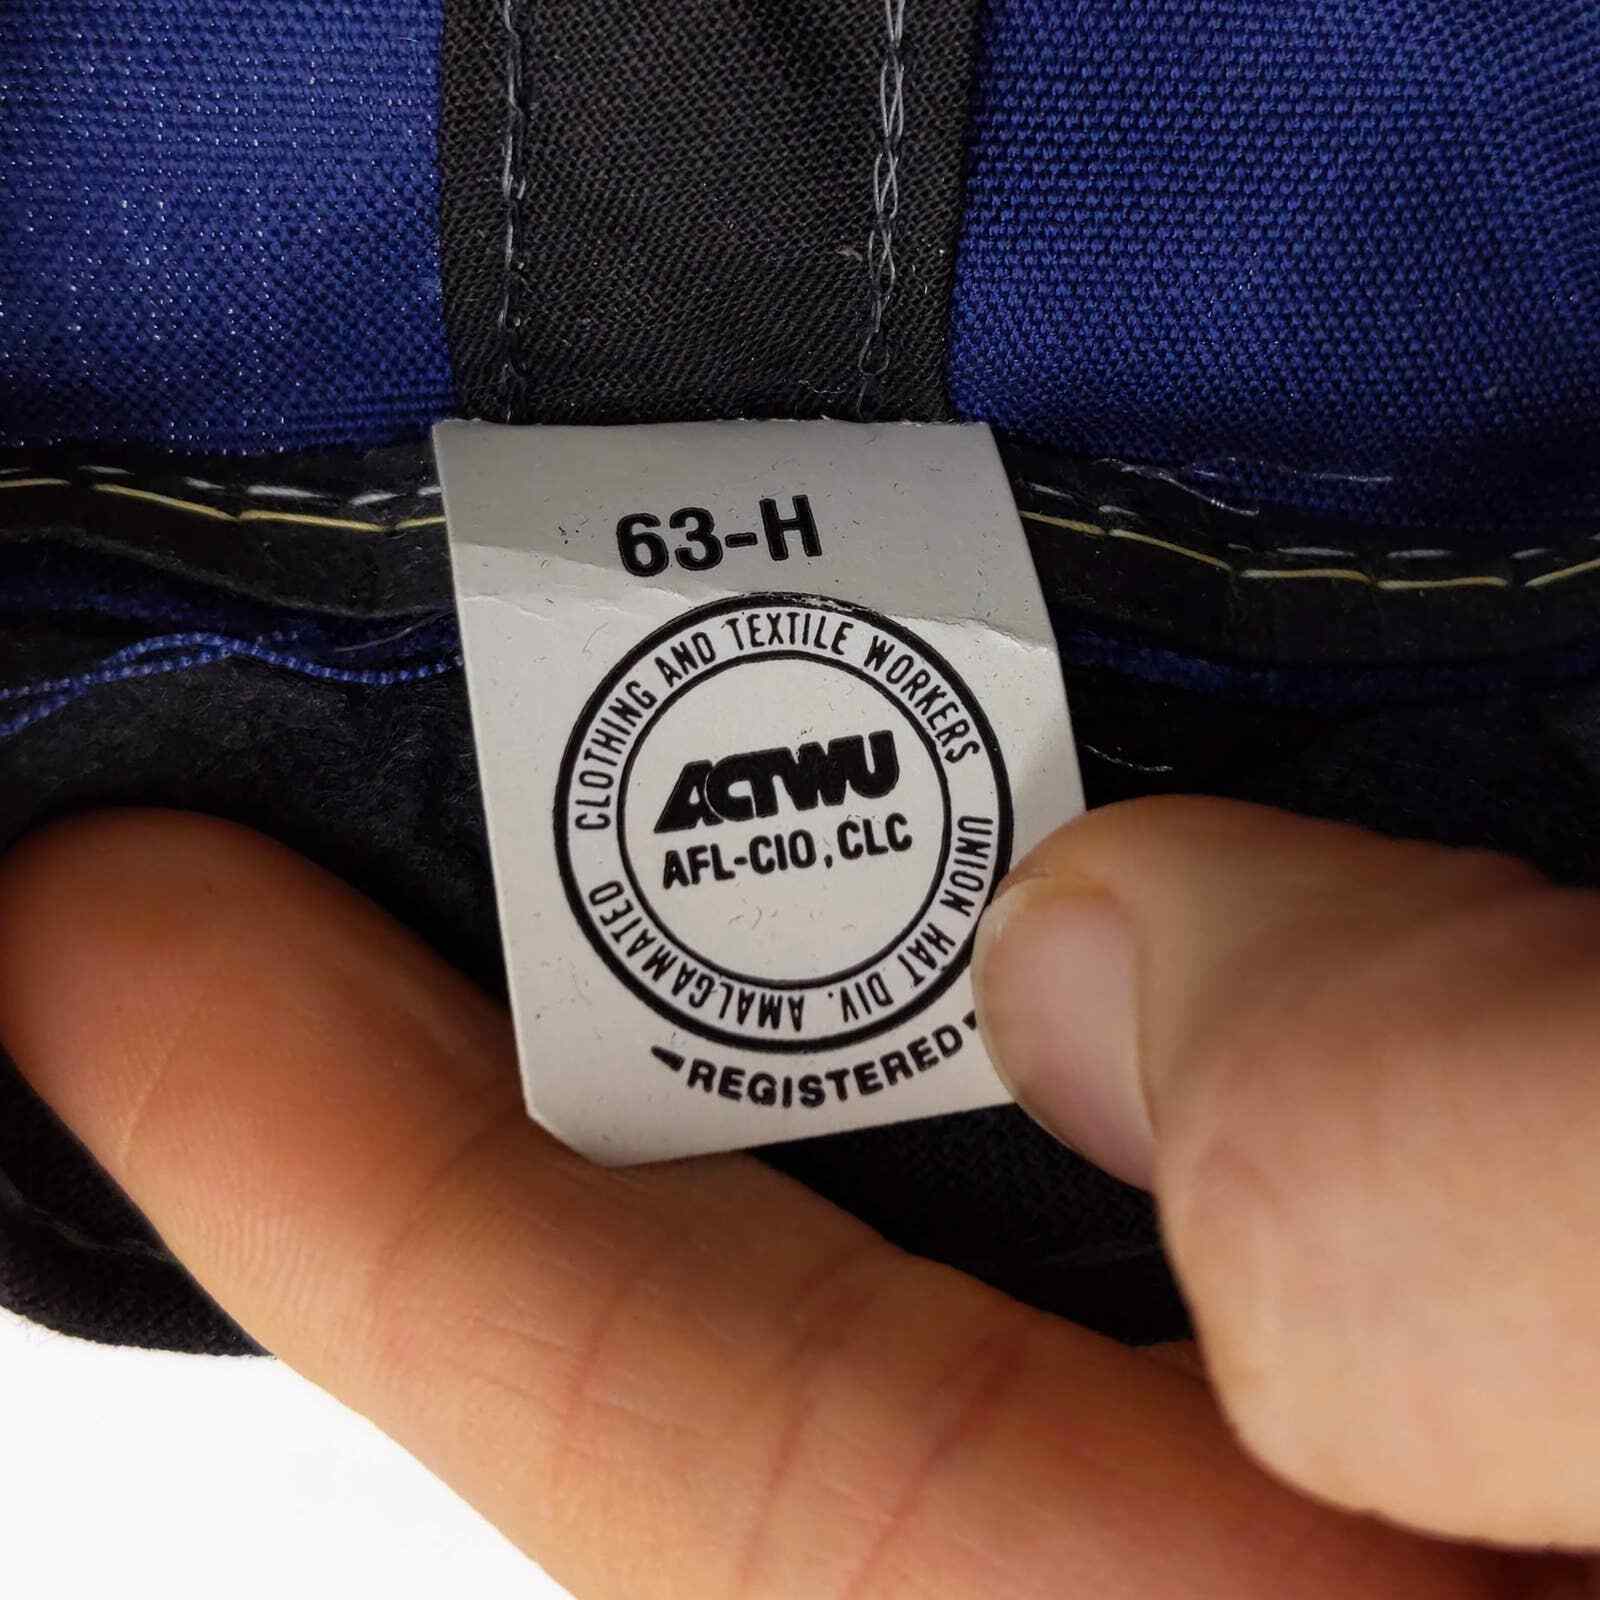 63-H
AMALGAMATED CLOTHING AND TEXTILE WORKERS UNION HAT DIV.
ACTWU
AFL-CIO, CLC
REGISTERED